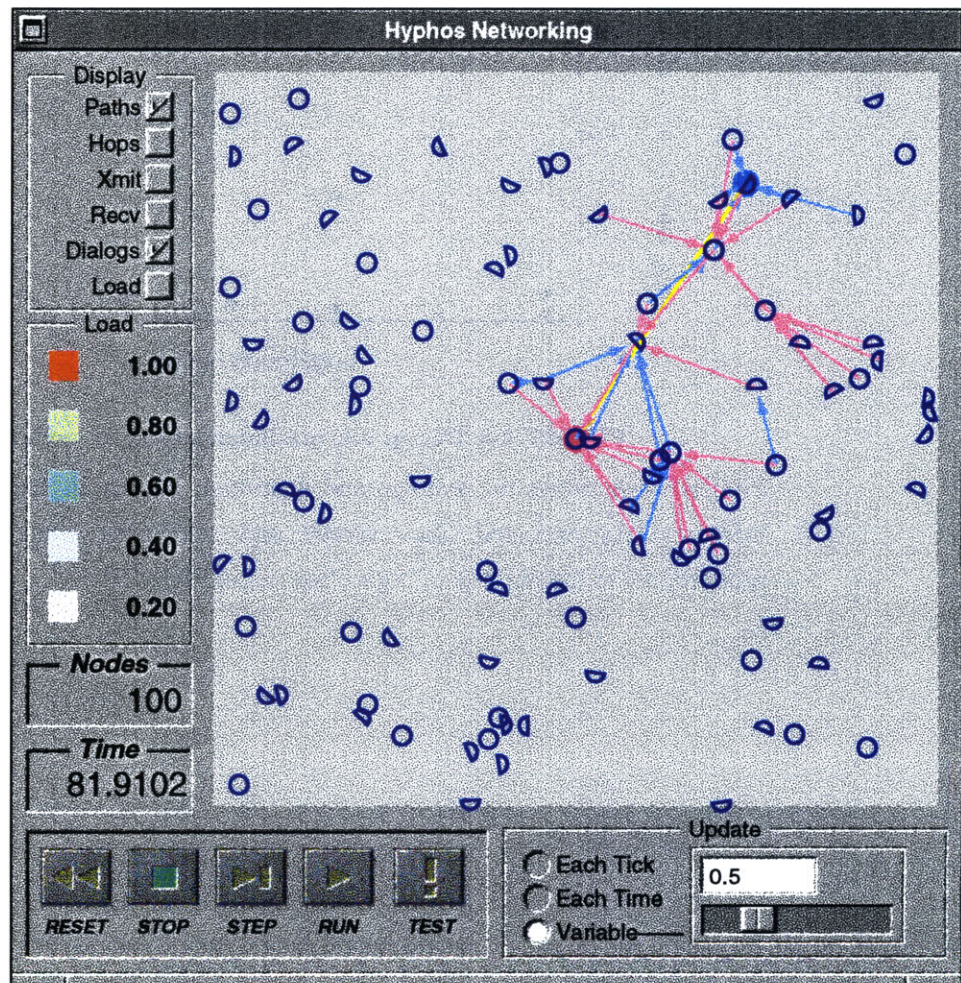 Hyphos Networking
Display
Paths
Hops
Xmit
Recv
Dialogs
Load
Load
1.00
0.80
0.60
0.40
0.20
Nodes
100
Time
81.9102
RESET STOP STEP RUN TEST
Update
Each Tick
Each Time
Variable
0.5